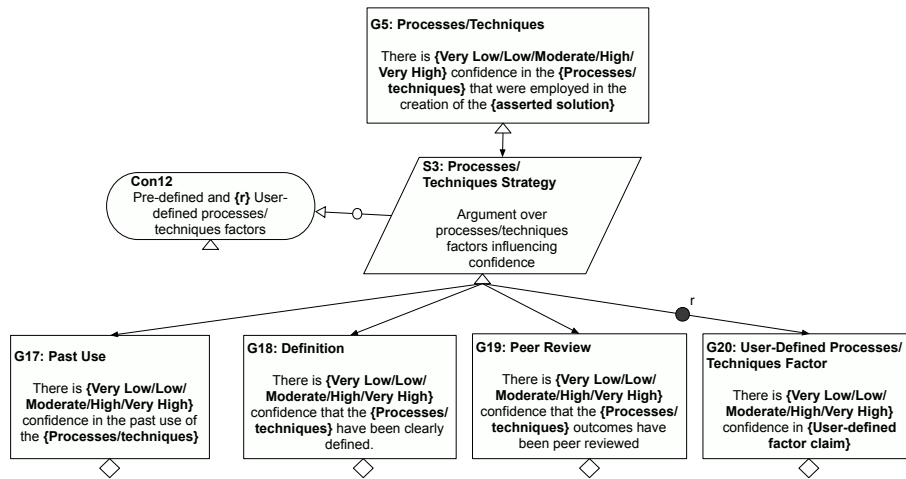 G5: Processes/Techniques
There is {Very Low/Low/Moderate/High/
Very High} confidence in the {Processes/
techniques} that were employed in the
creation of the {asserted solution}
S3: Processes/
Techniques Strategy
Argument over
processes/techniques
factors influencing
confidence
Con12
Pre-defined and {r} User-
defined processes/
techniques factors
r
G17: Past Use
There is {Very Low/Low/
Moderate/High/Very High}
confidence in the past use of
the {Processes/techniques}
G18: Definition
There is {Very Low/Low/
Moderate/High/Very High}
confidence that the {Processes/
techniques} have been clearly
defined.
G19: Peer Review
There is {Very Low/Low/
Moderate/High/Very High}
confidence that the {Processes/
techniques} outcomes have
been peer reviewed
G20: User-Defined Processes/
Techniques Factor
There is {Very Low/Low/
Moderate/High/Very High}
confidence in {User-defined
factor claim}